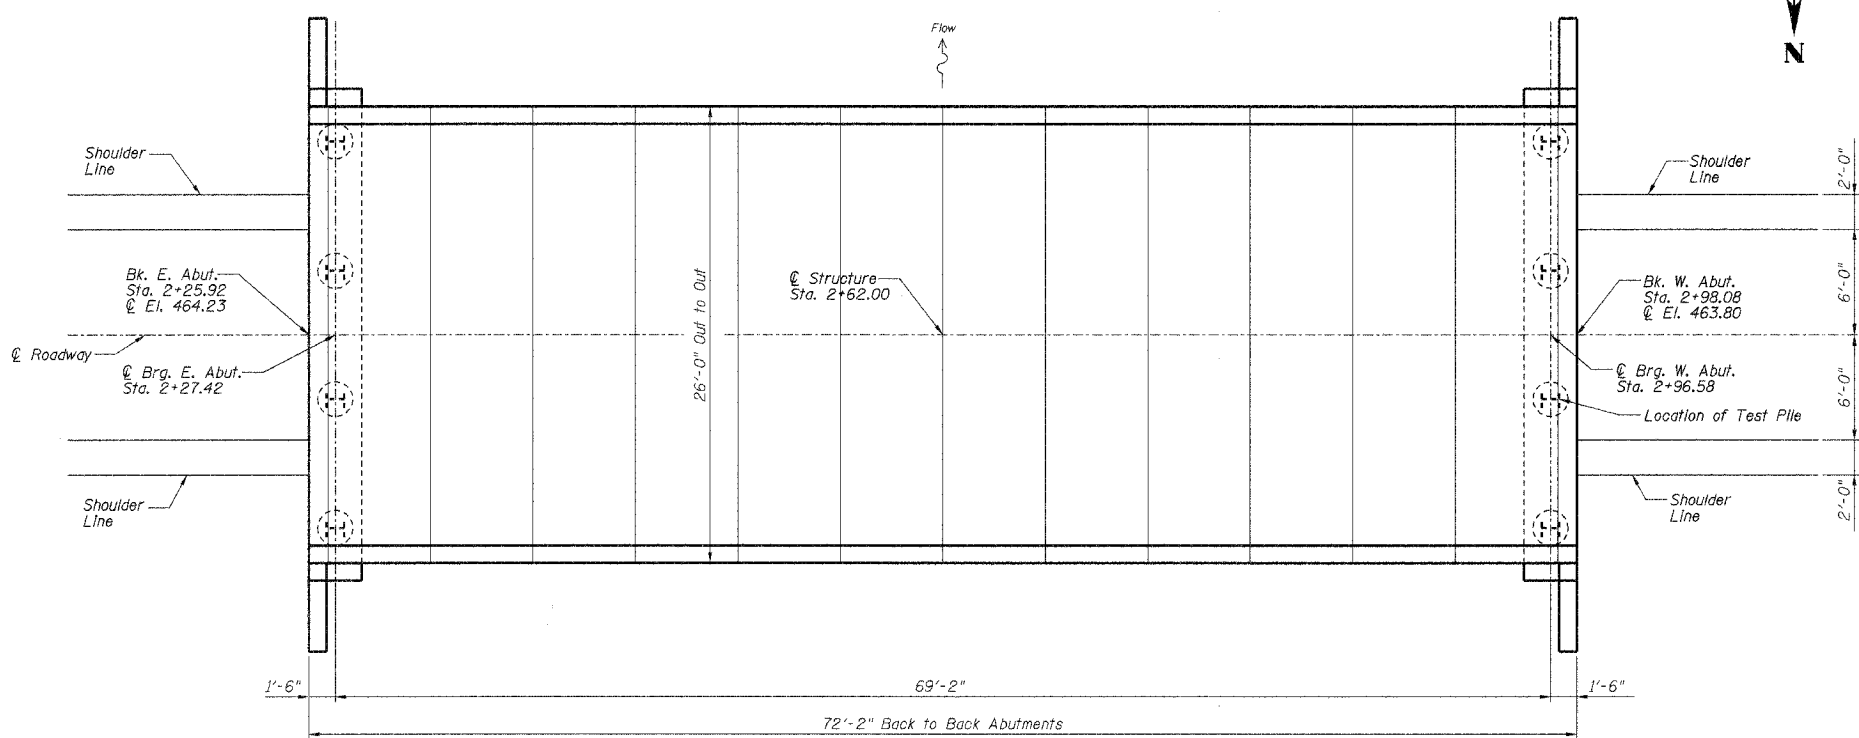 Flow
N
Shoulder
Line
Shoulder
Line
2'-0"
Bk. E. Abut.
Sta. 2+25.92
℄ El. 464.23
26'-0" Out to Out
℄ Structure
Sta. 2+62.00
Bk. W. Abut.
Sta. 2+98.08
℄ El. 463.80
6'-0"
℄ Roadway
℄ Brg. E. Abut.
Sta. 2+27.42
℄ Brg. W. Abut.
Sta. 2+96.58
6'-0"
Location of Test Pile
Shoulder
Line
Shoulder
Line
2'-0"
1'-6"
69'-2"
1'-6"
72'-2" Back to Back Abutments